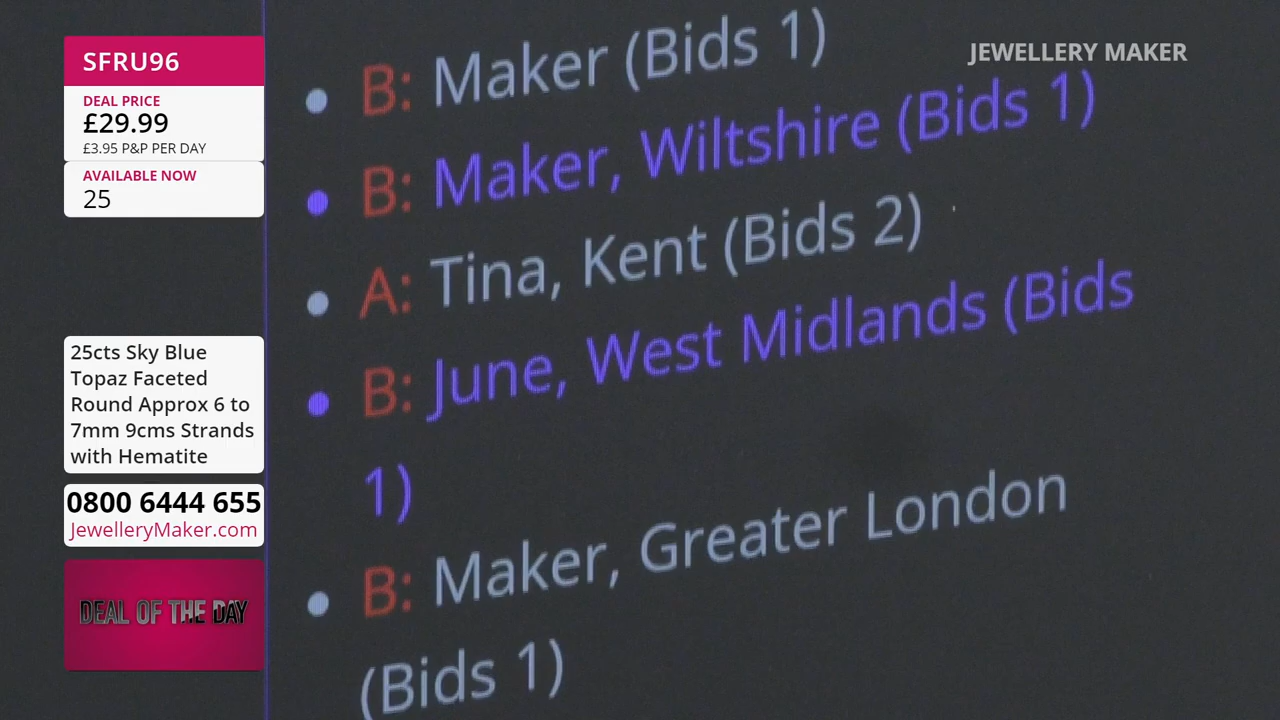 SFRU96
DEAL PRICE
£29.99
£3.95 P&P PER DAY
AVAILABLE NOW
25
25cts Sky Blue
Topaz Faceted
Round Approx 6 to
7mm 9cms Strands
with Hematite
0800 6444 655
JewelleryMaker.com
DEAL OF THE DAY
JEWELLERY MAKER
• B: Maker (Bids 1)
• B: Maker, Wiltshire (Bids 1)
• A: Tina, Kent (Bids 2)
• B: June, West Midlands (Bids
1)
• B: Maker, Greater London
(Bids 1)